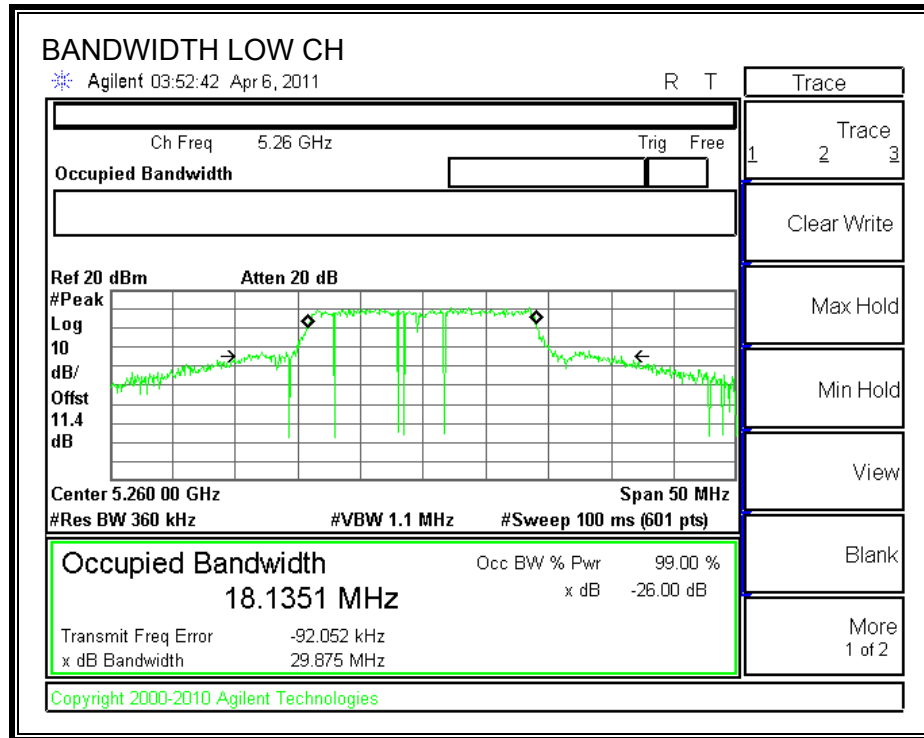 BANDWIDTH LOW CH
Agilent 03:52:42 Apr 6, 2011 R T
Trace
Ch Freq 5.26 GHz Trig Free
Occupied Bandwidth
Trace
1 2 3
Clear Write
Max Hold
Min Hold
View
Blank
More
1 of 2
Ref 20 dBm Atten 20 dB
#Peak
Log
10
dB/
Offst
11.4
dB
Center 5.260 00 GHz Span 50 MHz
#Res BW 360 kHz #VBW 1.1 MHz #Sweep 100 ms (601 pts)
Occupied Bandwidth Occ BW % Pwr 99.00 %
18.1351 MHz x dB -26.00 dB
Transmit Freq Error -92.052 kHz
x dB Bandwidth 29.875 MHz
Copyright 2000-2010 Agilent Technologies